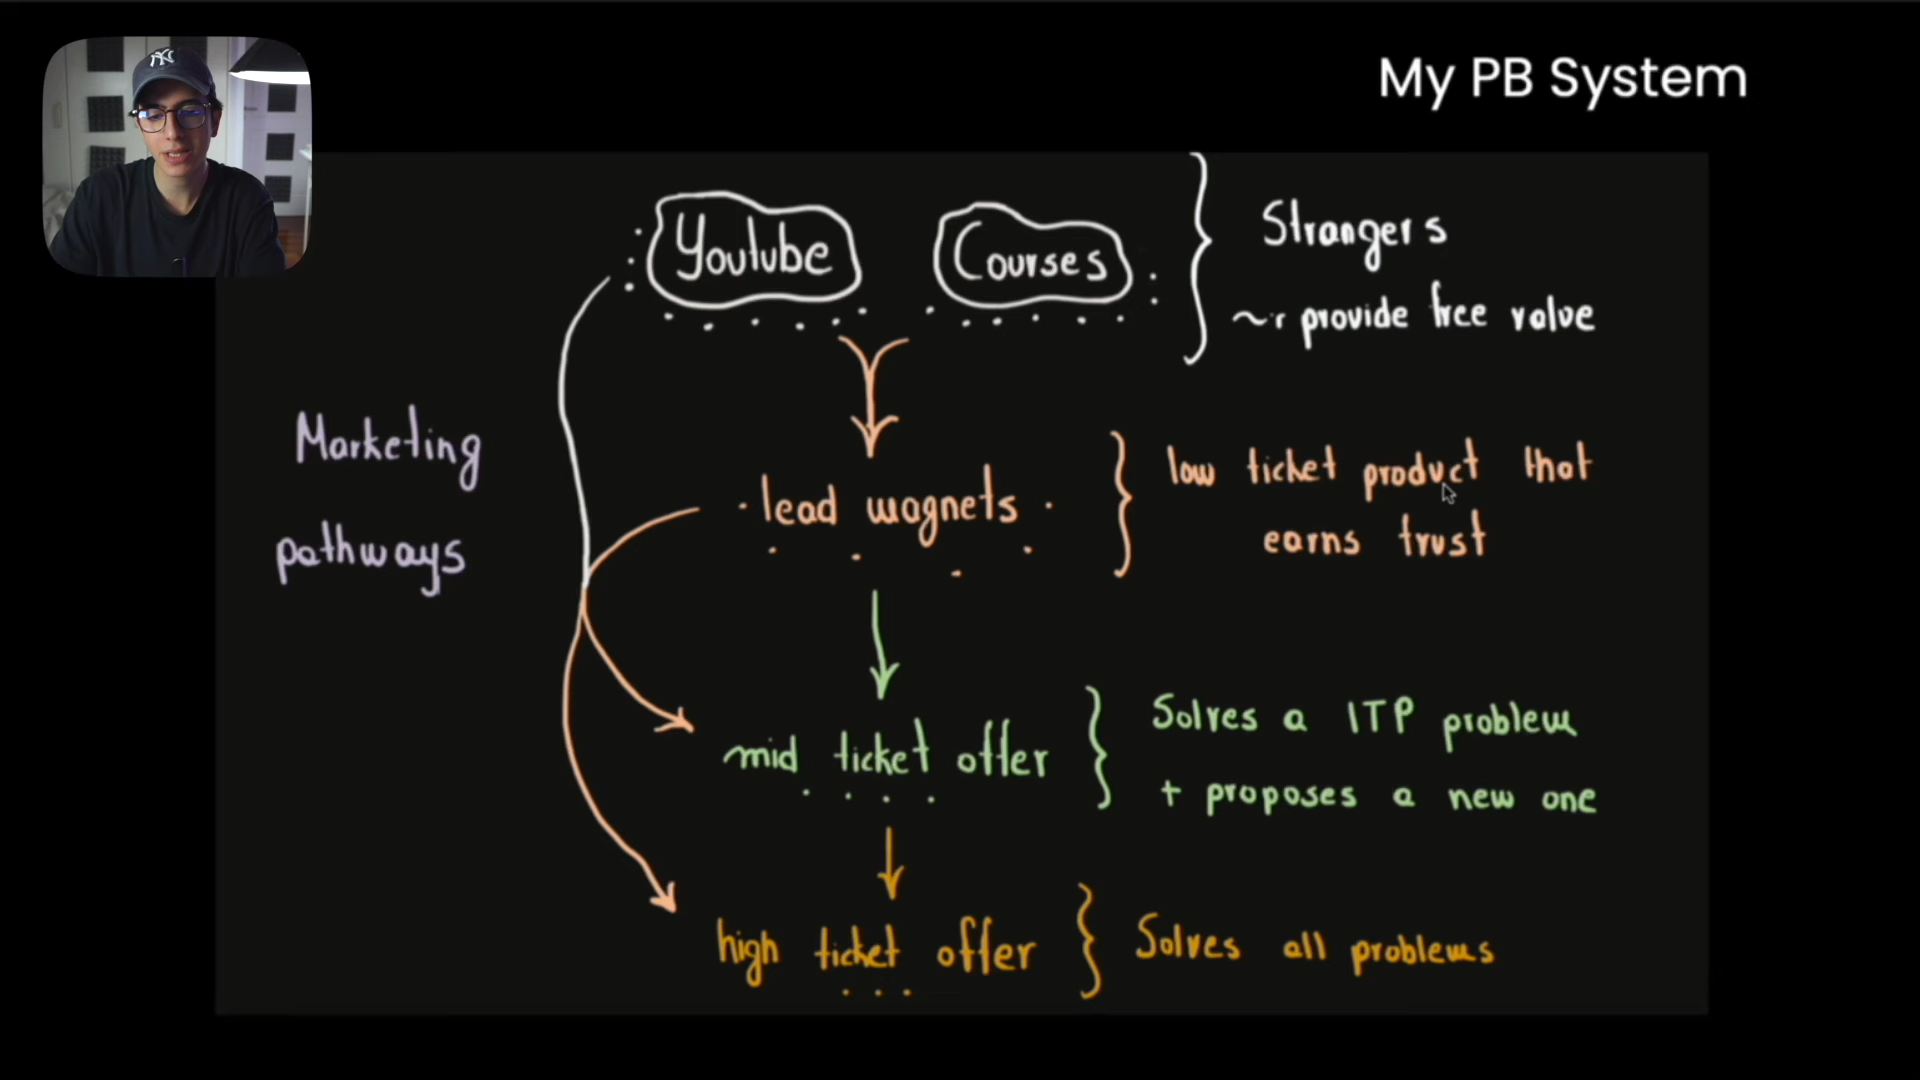 NY
My PB System
Youtube
Courses
Strangers
provide free value
Marketing
pathways
lead magnets
low ticket product that
earns trust
mid ticket offer
Solves a ITP problem
+ proposes a new one
high ticket offer
Solves all problems